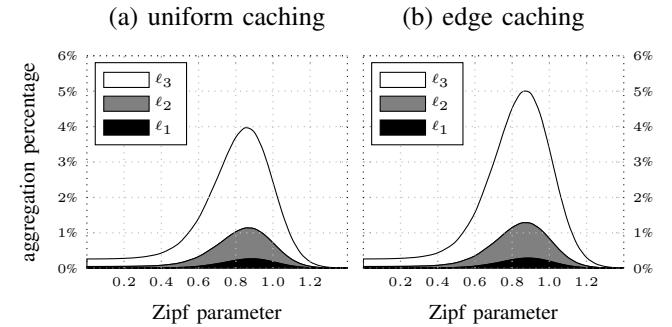 (a) uniform caching
(b) edge caching
aggregation percentage
6%
5%
4%
3%
2%
1%
0%
ℓ3
ℓ2
ℓ1
0.2 0.4 0.6 0.8 1.0 1.2
Zipf parameter
ℓ3
ℓ2
ℓ1
6%
5%
4%
3%
2%
1%
0%
0.2 0.4 0.6 0.8 1.0 1.2
Zipf parameter